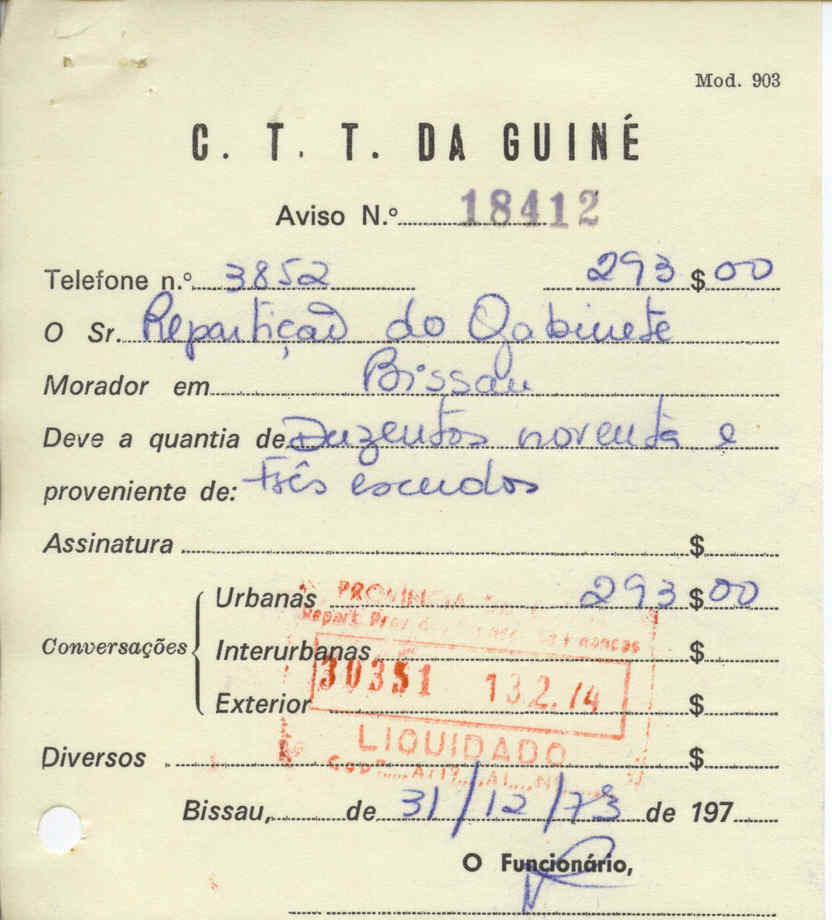 Mod. 903
C. T. T. DA GUINÉ
Aviso N.º 18412
Telefone n.º 3852 293 $ 00
O Sr. Repartição do Gabinete
Morador em Bissau
Deve a quantia de Duzentos noventa e
proveniente de: três escudos
Assinatura $
Conversações
Urbanas 293 $ 00
PROVINCIA
Interurbanas $
30351 13.2.74
Exterior $
LIQUIDADO
Diversos $
Bissau, de 31/12/73 de 197
O Funcionário,